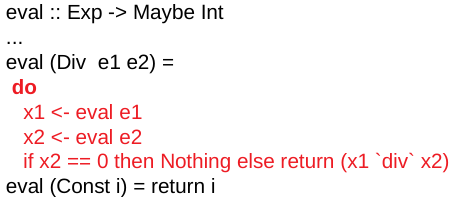 eval :: Exp -> Maybe Int
...
eval (Div e1 e2) =
do
x1 <- eval e1
x2 <- eval e2
if x2 == 0 then Nothing else return (x1 `div` x2)
eval (Const i) = return i